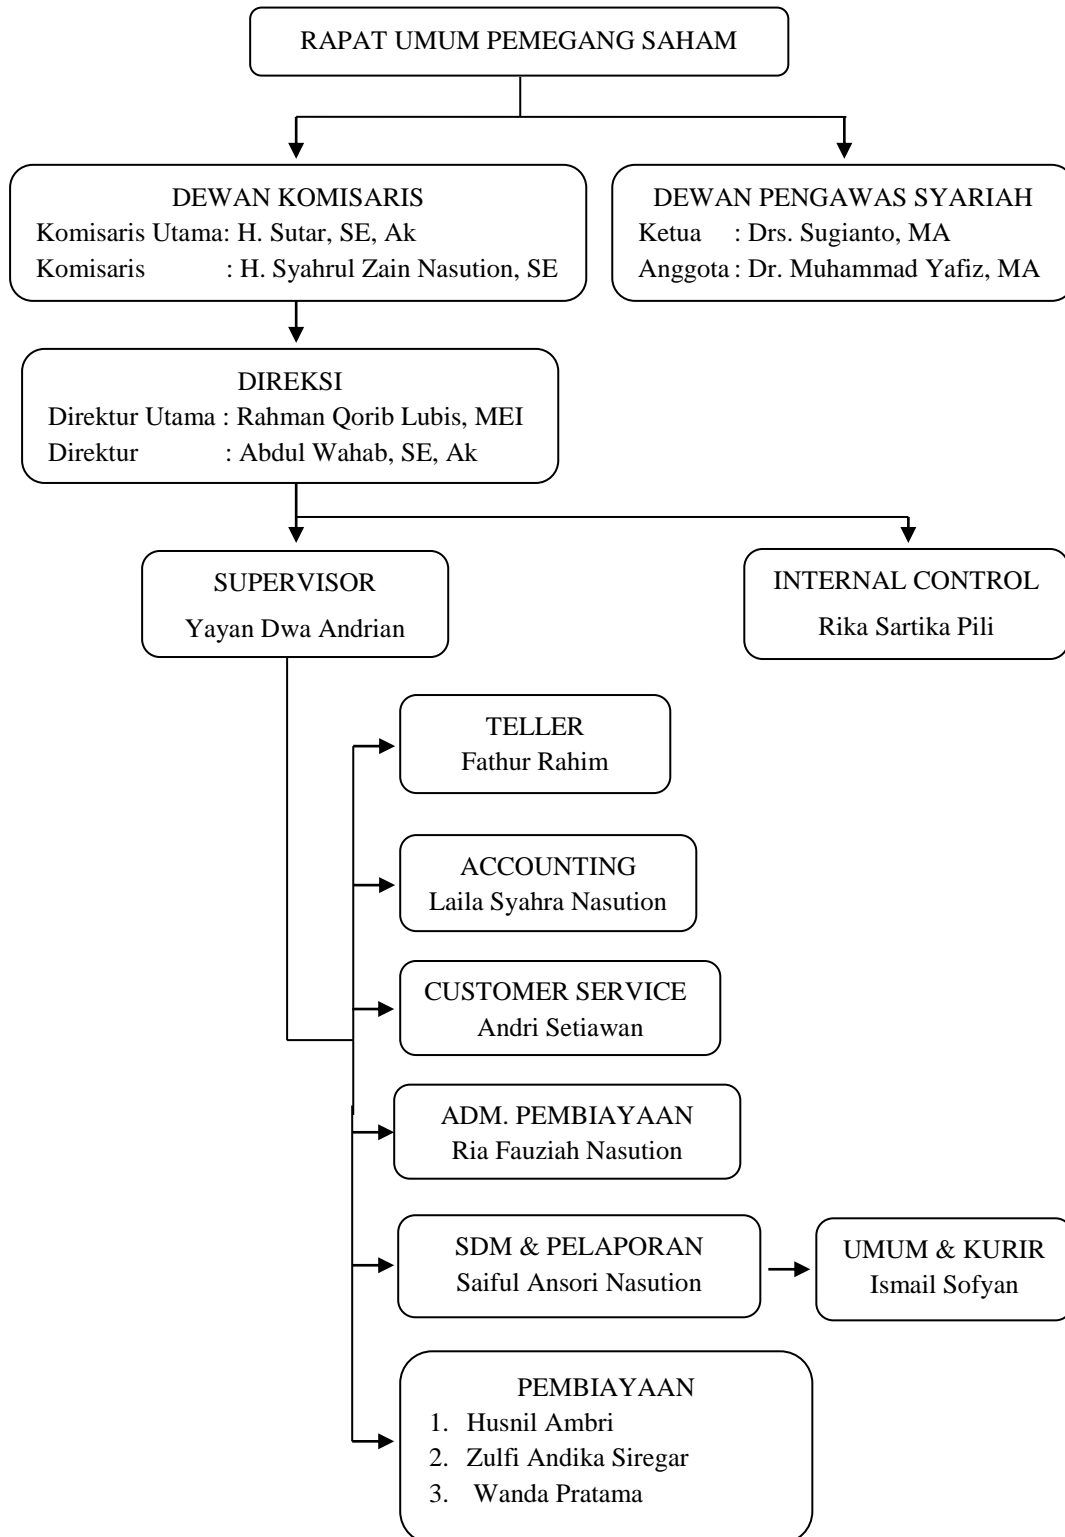 RAPAT UMUM PEMEGANG SAHAM
DEWAN KOMISARIS
Komisaris Utama: H. Sutar, SE, Ak
Komisaris : H. Syahrul Zain Nasution, SE
DEWAN PENGAWAS SYARIAH
Ketua : Drs. Sugianto, MA
Anggota : Dr. Muhammad Yafiz, MA
DIREKSI
Direktur Utama : Rahman Qorib Lubis, MEI
Direktur : Abdul Wahab, SE, Ak
SUPERVISOR
Yayan Dwa Andrian
INTERNAL CONTROL
Rika Sartika Pili
TELLER
Fathur Rahim
ACCOUNTING
Laila Syahra Nasution
CUSTOMER SERVICE
Andri Setiawan
ADM. PEMBIAYAAN
Ria Fauziah Nasution
SDM & PELAPORAN
Saiful Ansori Nasution
UMUM & KURIR
Ismail Sofyan
PEMBIAYAAN
1. Husnil Ambri
2. Zulfi Andika Siregar
3. Wanda Pratama